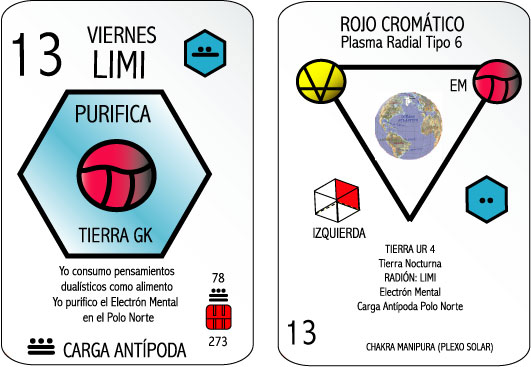 13
VIERNES
LIMI
PURIFICA
TIERRA GK
Yo consumo pensamientos
dualísticos como alimento
Yo purifico el Electrón Mental
en el Polo Norte
78
273
CARGA ANTÍPODA
ROJO CROMÁTICO
Plasma Radial Tipo 6
EM
IZQUIERDA
TIERRA UR 4
Tierra Nocturna
RADIÓN: LIMI
Electrón Mental
Carga Antípoda Polo Norte
13
CHAKRA MANIPURA (PLEXO SOLAR)